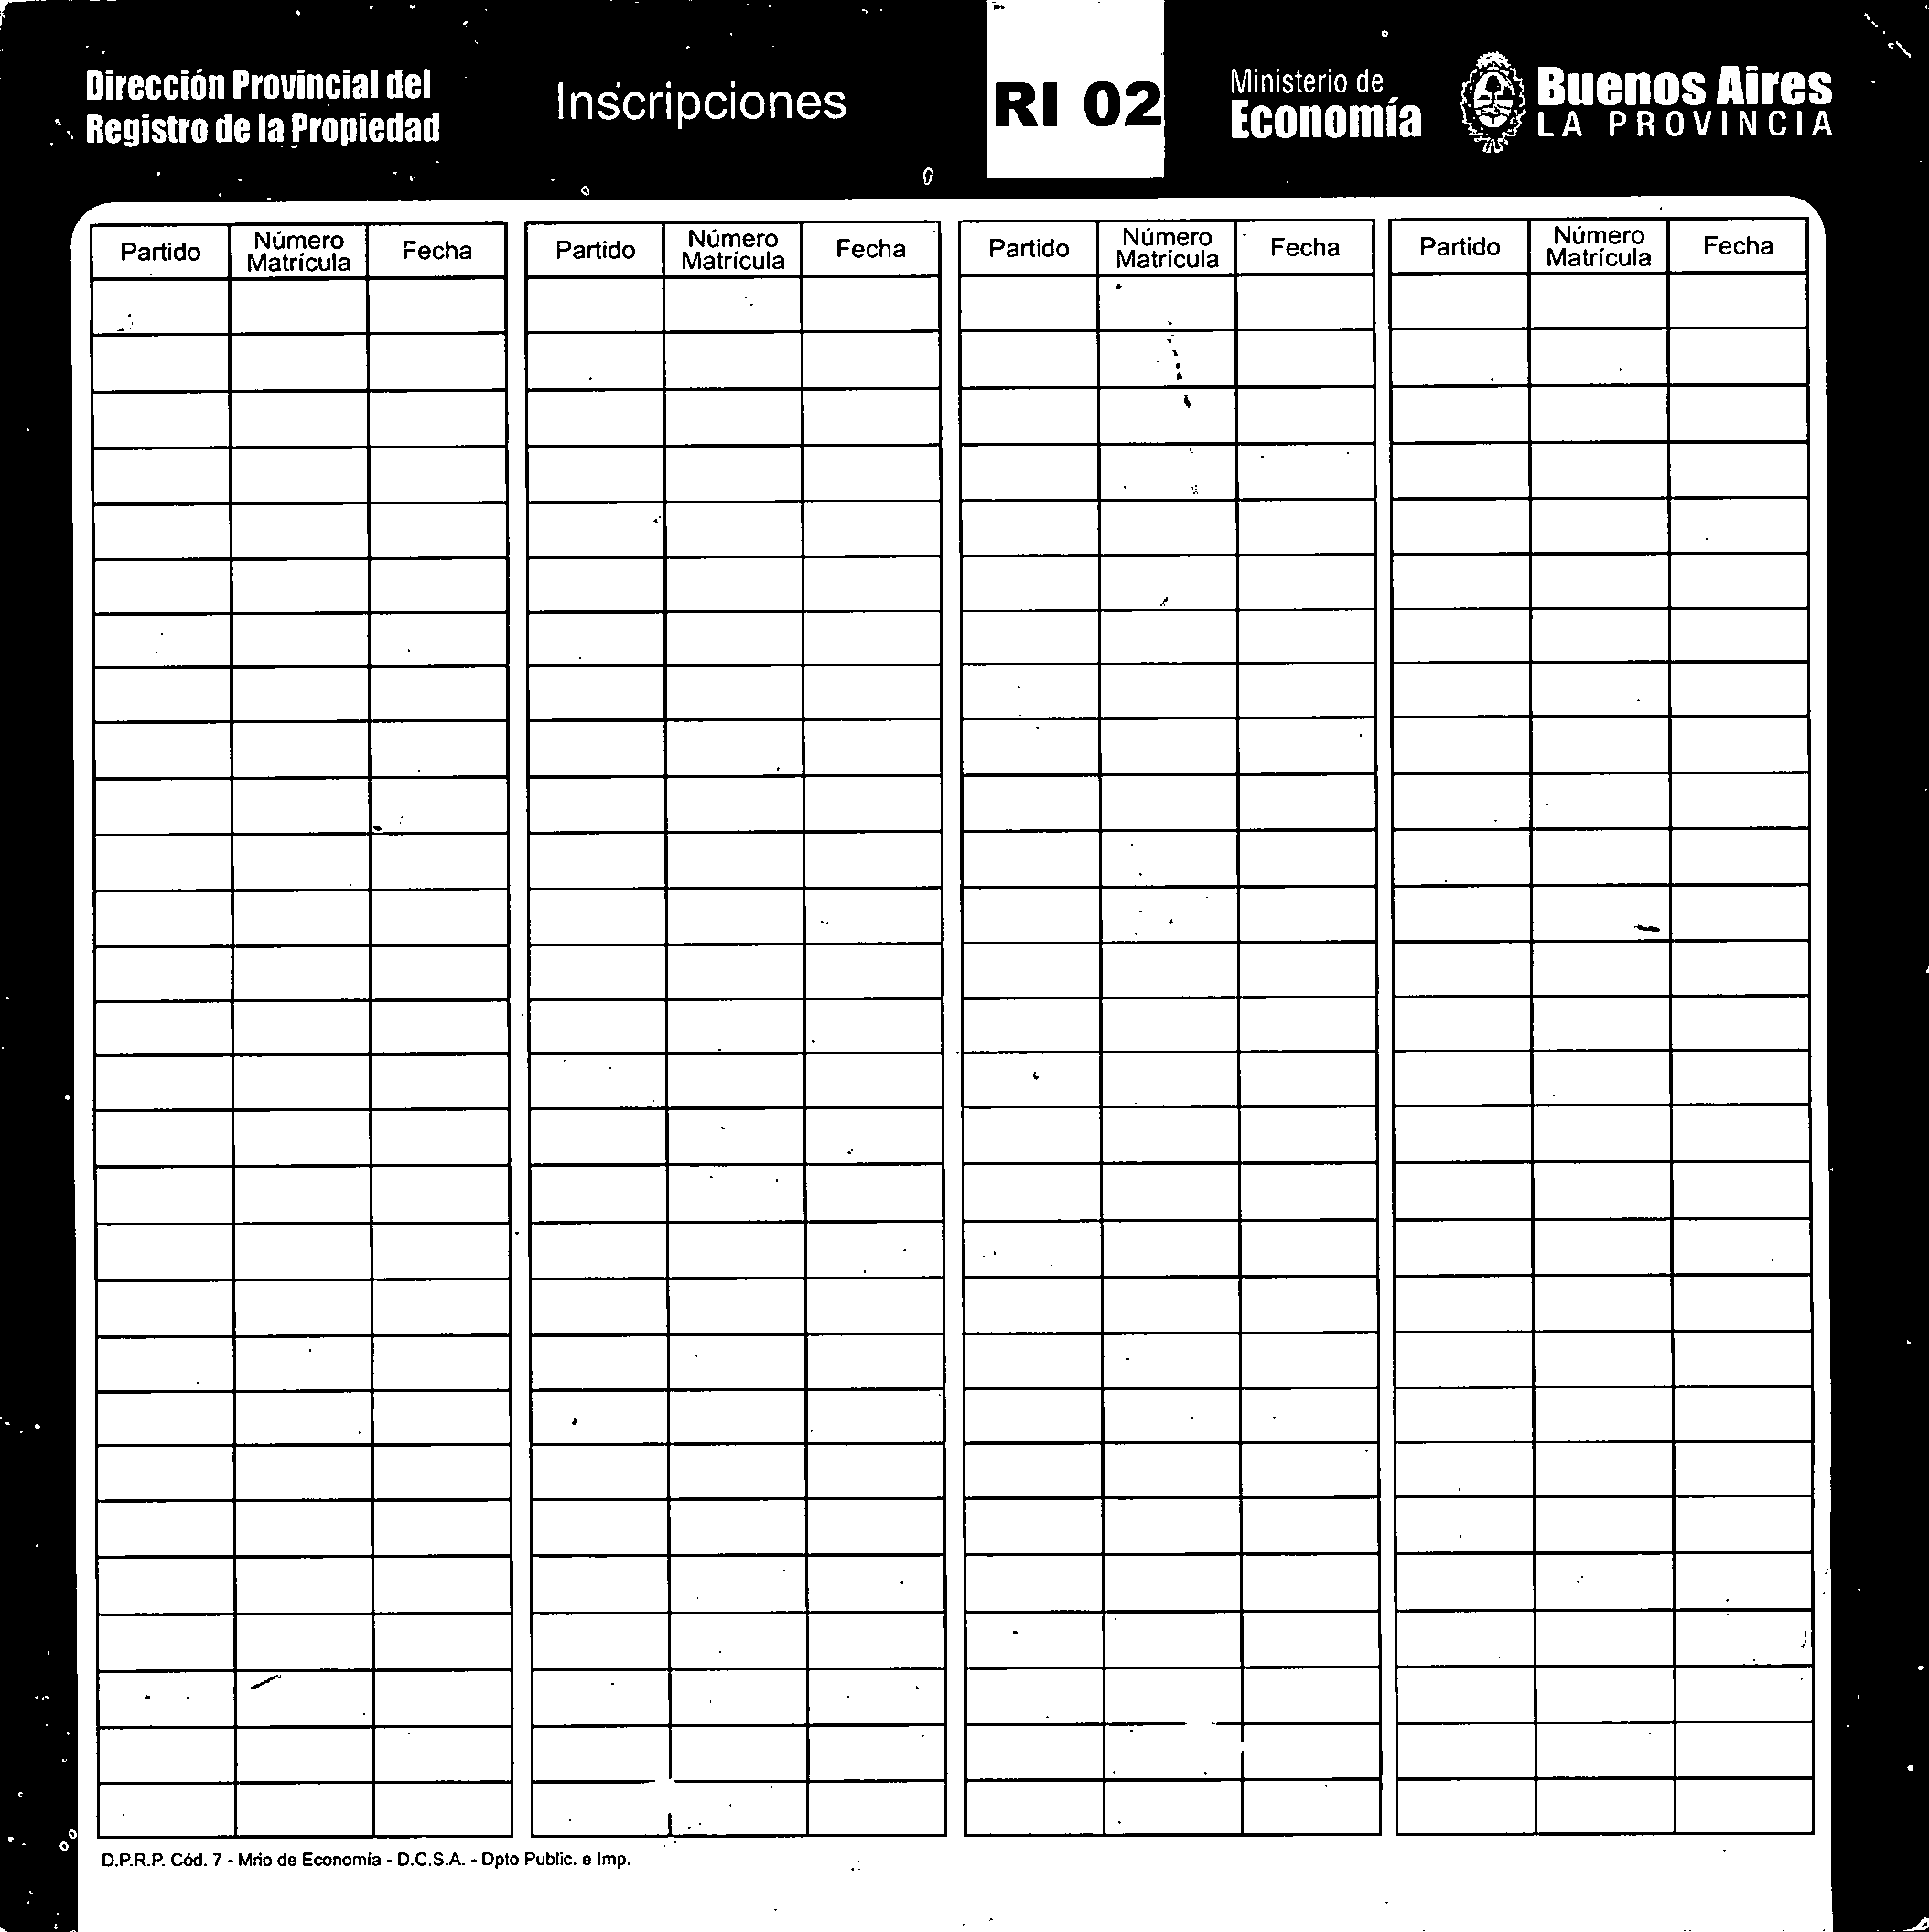 Dirección Provincial del
Registro de la Propiedad
Inscripciones
RI 02
Ministerio de
Economía
Buenos Aires
LA PROVINCIA
Partido Número Matrícula Fecha Partido Número Matrícula Fecha Partido Número Matrícula Fecha Partido Número Matrícula Fecha
D.P.R.P. Cód. 7 - Mrio de Economía - D.C.S.A. - Dpto Public. e Imp.